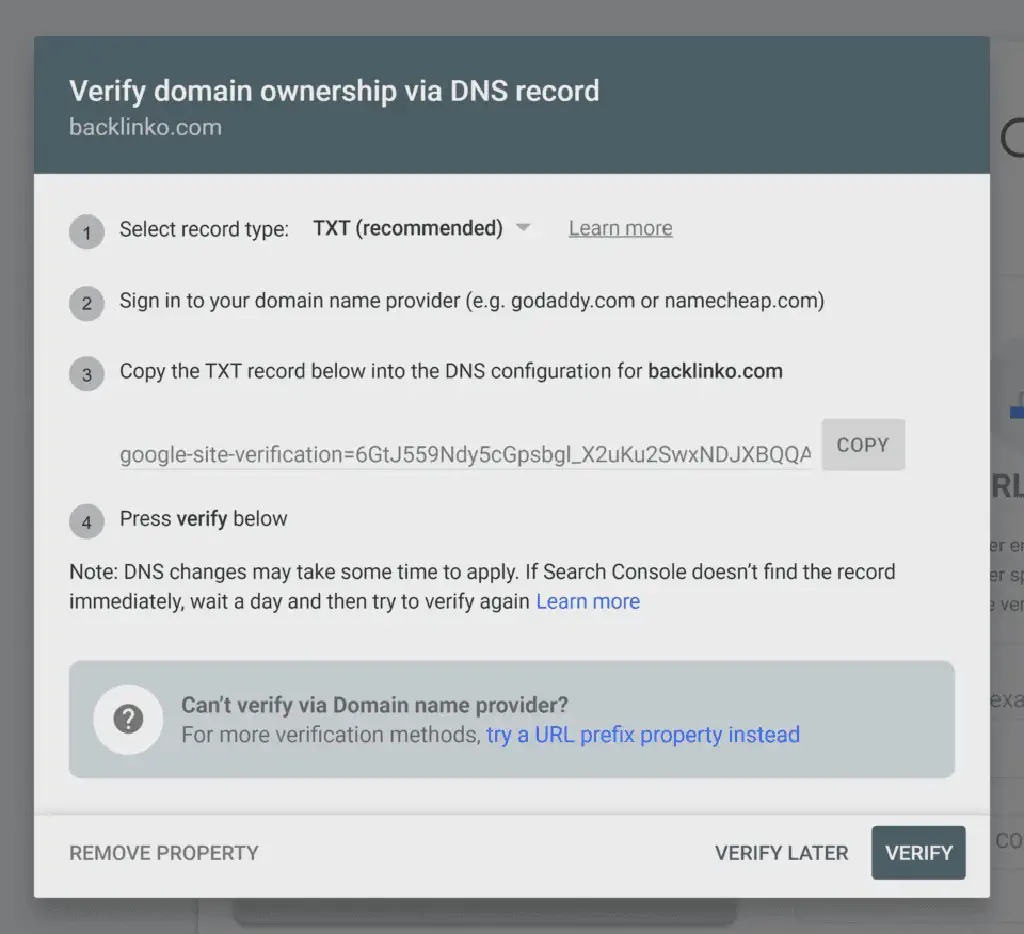 Verify domain ownership via DNS record
backlinko.com
1 Select record type: TXT (recommended) Learn more
2 Sign in to your domain name provider (e.g. godaddy.com or namecheap.com)
3 Copy the TXT record below into the DNS configuration for backlinko.com
google-site-verification=6GtJ559Ndy5cGpsbgl_X2uKu2SwxNDJXBQQA
COPY
4 Press verify below
Note: DNS changes may take some time to apply. If Search Console doesn't find the record
immediately, wait a day and then try to verify again Learn more
Can't verify via Domain name provider?
For more verification methods, try a URL prefix property instead
REMOVE PROPERTY VERIFY LATER VERIFY